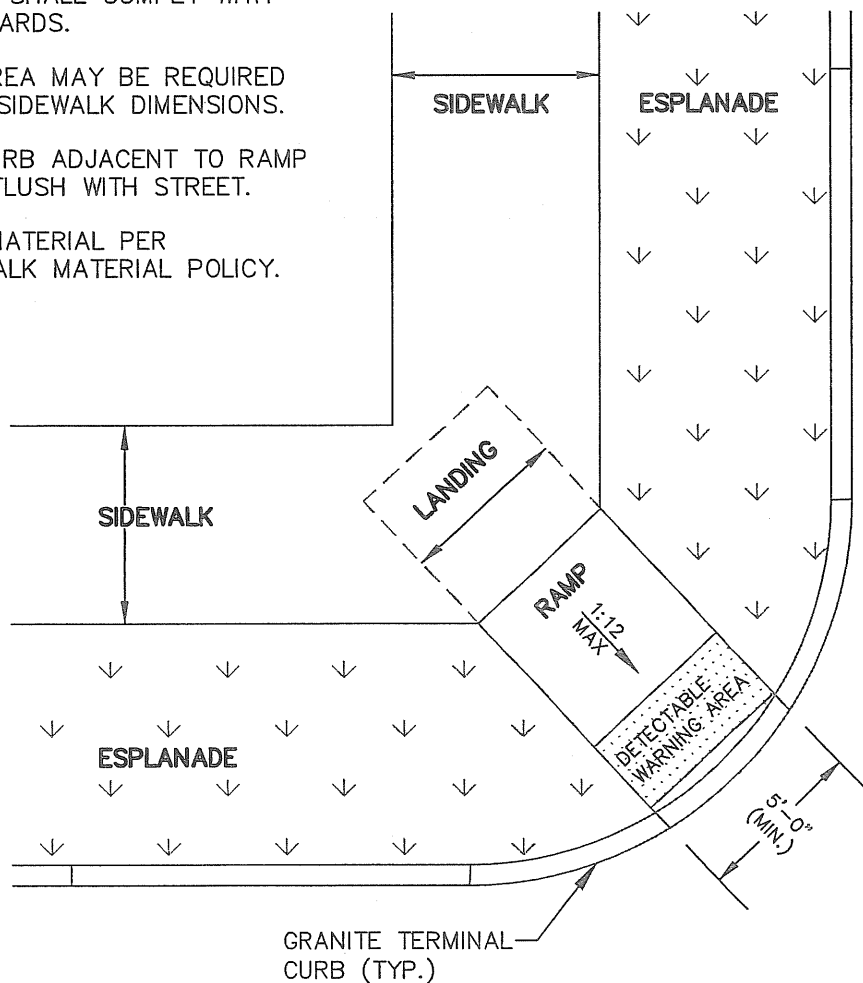 ARDS.
REA MAY BE REQUIRED
SIDEWALK DIMENSIONS.
RB ADJACENT TO RAMP
FLUSH WITH STREET.
MATERIAL PER
ALK MATERIAL POLICY.
SIDEWALK
ESPLANADE
LANDING
SIDEWALK
RAMP
1:12
MAX
DETECTABLE
WARNING AREA
ESPLANADE
5'-0"
(MIN.)
GRANITE TERMINAL
CURB (TYP.)